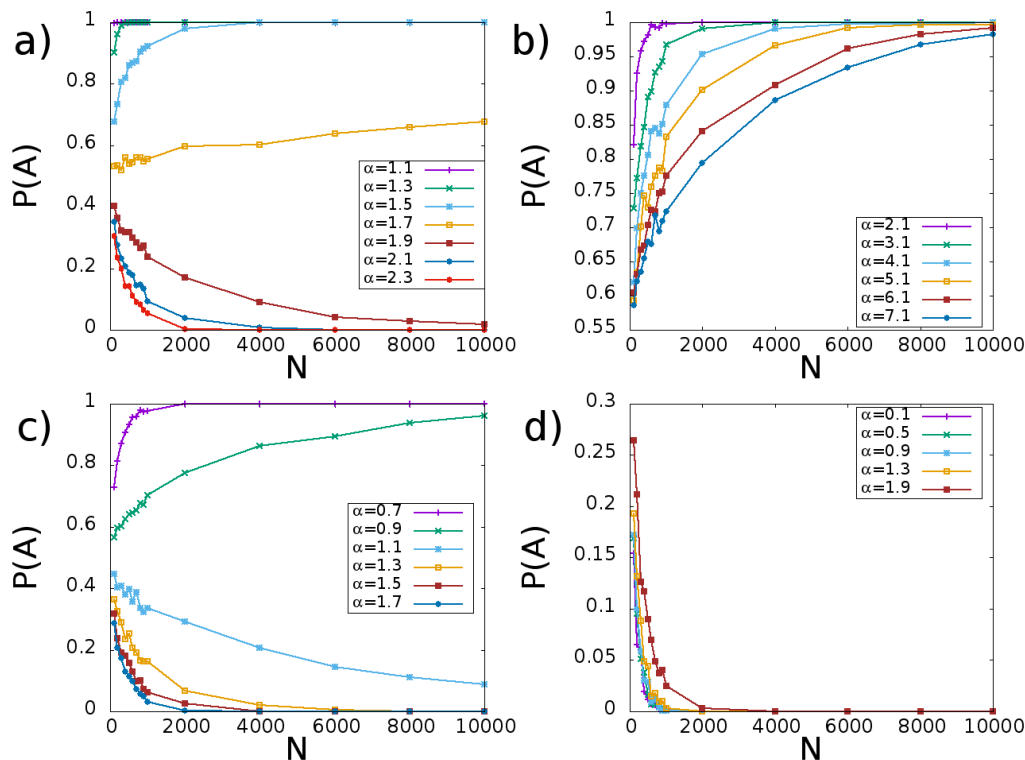 a)
P(A)
1
0.8
0.6
0.4
0.2
0
α=1.1
α=1.3
α=1.5
α=1.7
α=1.9
α=2.1
α=2.3
0 2000 4000 6000 8000 10000
N
b)
P(A)
1
0.95
0.9
0.85
0.8
0.75
0.7
0.65
0.6
0.55
α=2.1
α=3.1
α=4.1
α=5.1
α=6.1
α=7.1
0 2000 4000 6000 8000 10000
N
c)
P(A)
1
0.8
0.6
0.4
0.2
0
α=0.7
α=0.9
α=1.1
α=1.3
α=1.5
α=1.7
0 2000 4000 6000 8000 10000
N
d)
P(A)
0.3
0.25
0.2
0.15
0.1
0.05
0
α=0.1
α=0.5
α=0.9
α=1.3
α=1.9
0 2000 4000 6000 8000 10000
N